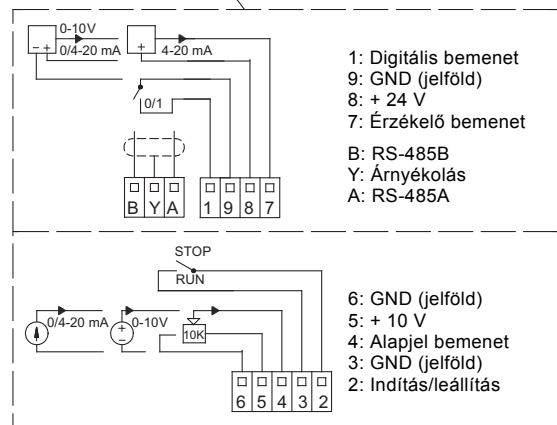 0-10V
0/4-20 mA
- +
+
4-20 mA
0/1
B Y A
1 9 8 7
1: Digitális bemenet
9: GND (jelföld)
8: + 24 V
7: Érzékelő bemenet
B: RS-485B
Y: Árnyékolás
A: RS-485A
STOP
RUN
0/4-20 mA
+
-
0-10V
10K
6 5 4 3 2
6: GND (jelföld)
5: + 10 V
4: Alapjel bemenet
3: GND (jelföld)
2: Indítás/leállítás